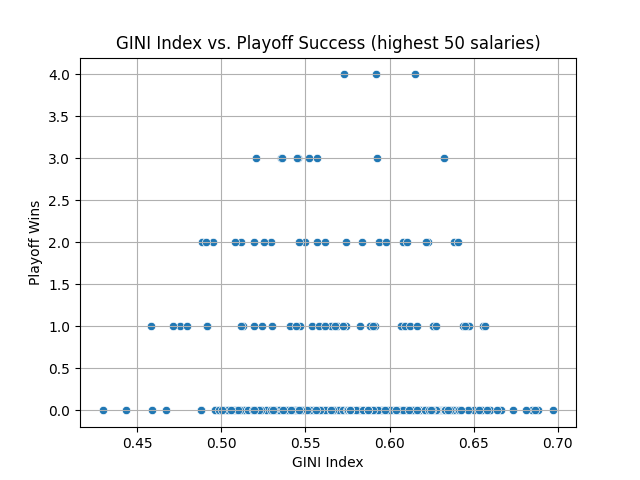 GINI Index vs. Playoff Success (highest 50 salaries)
4.0
3.5
3.0
2.5
2.0
1.5
1.0
0.5
0.0
Playoff Wins
0.45 0.50 0.55 0.60 0.65 0.70
GINI Index